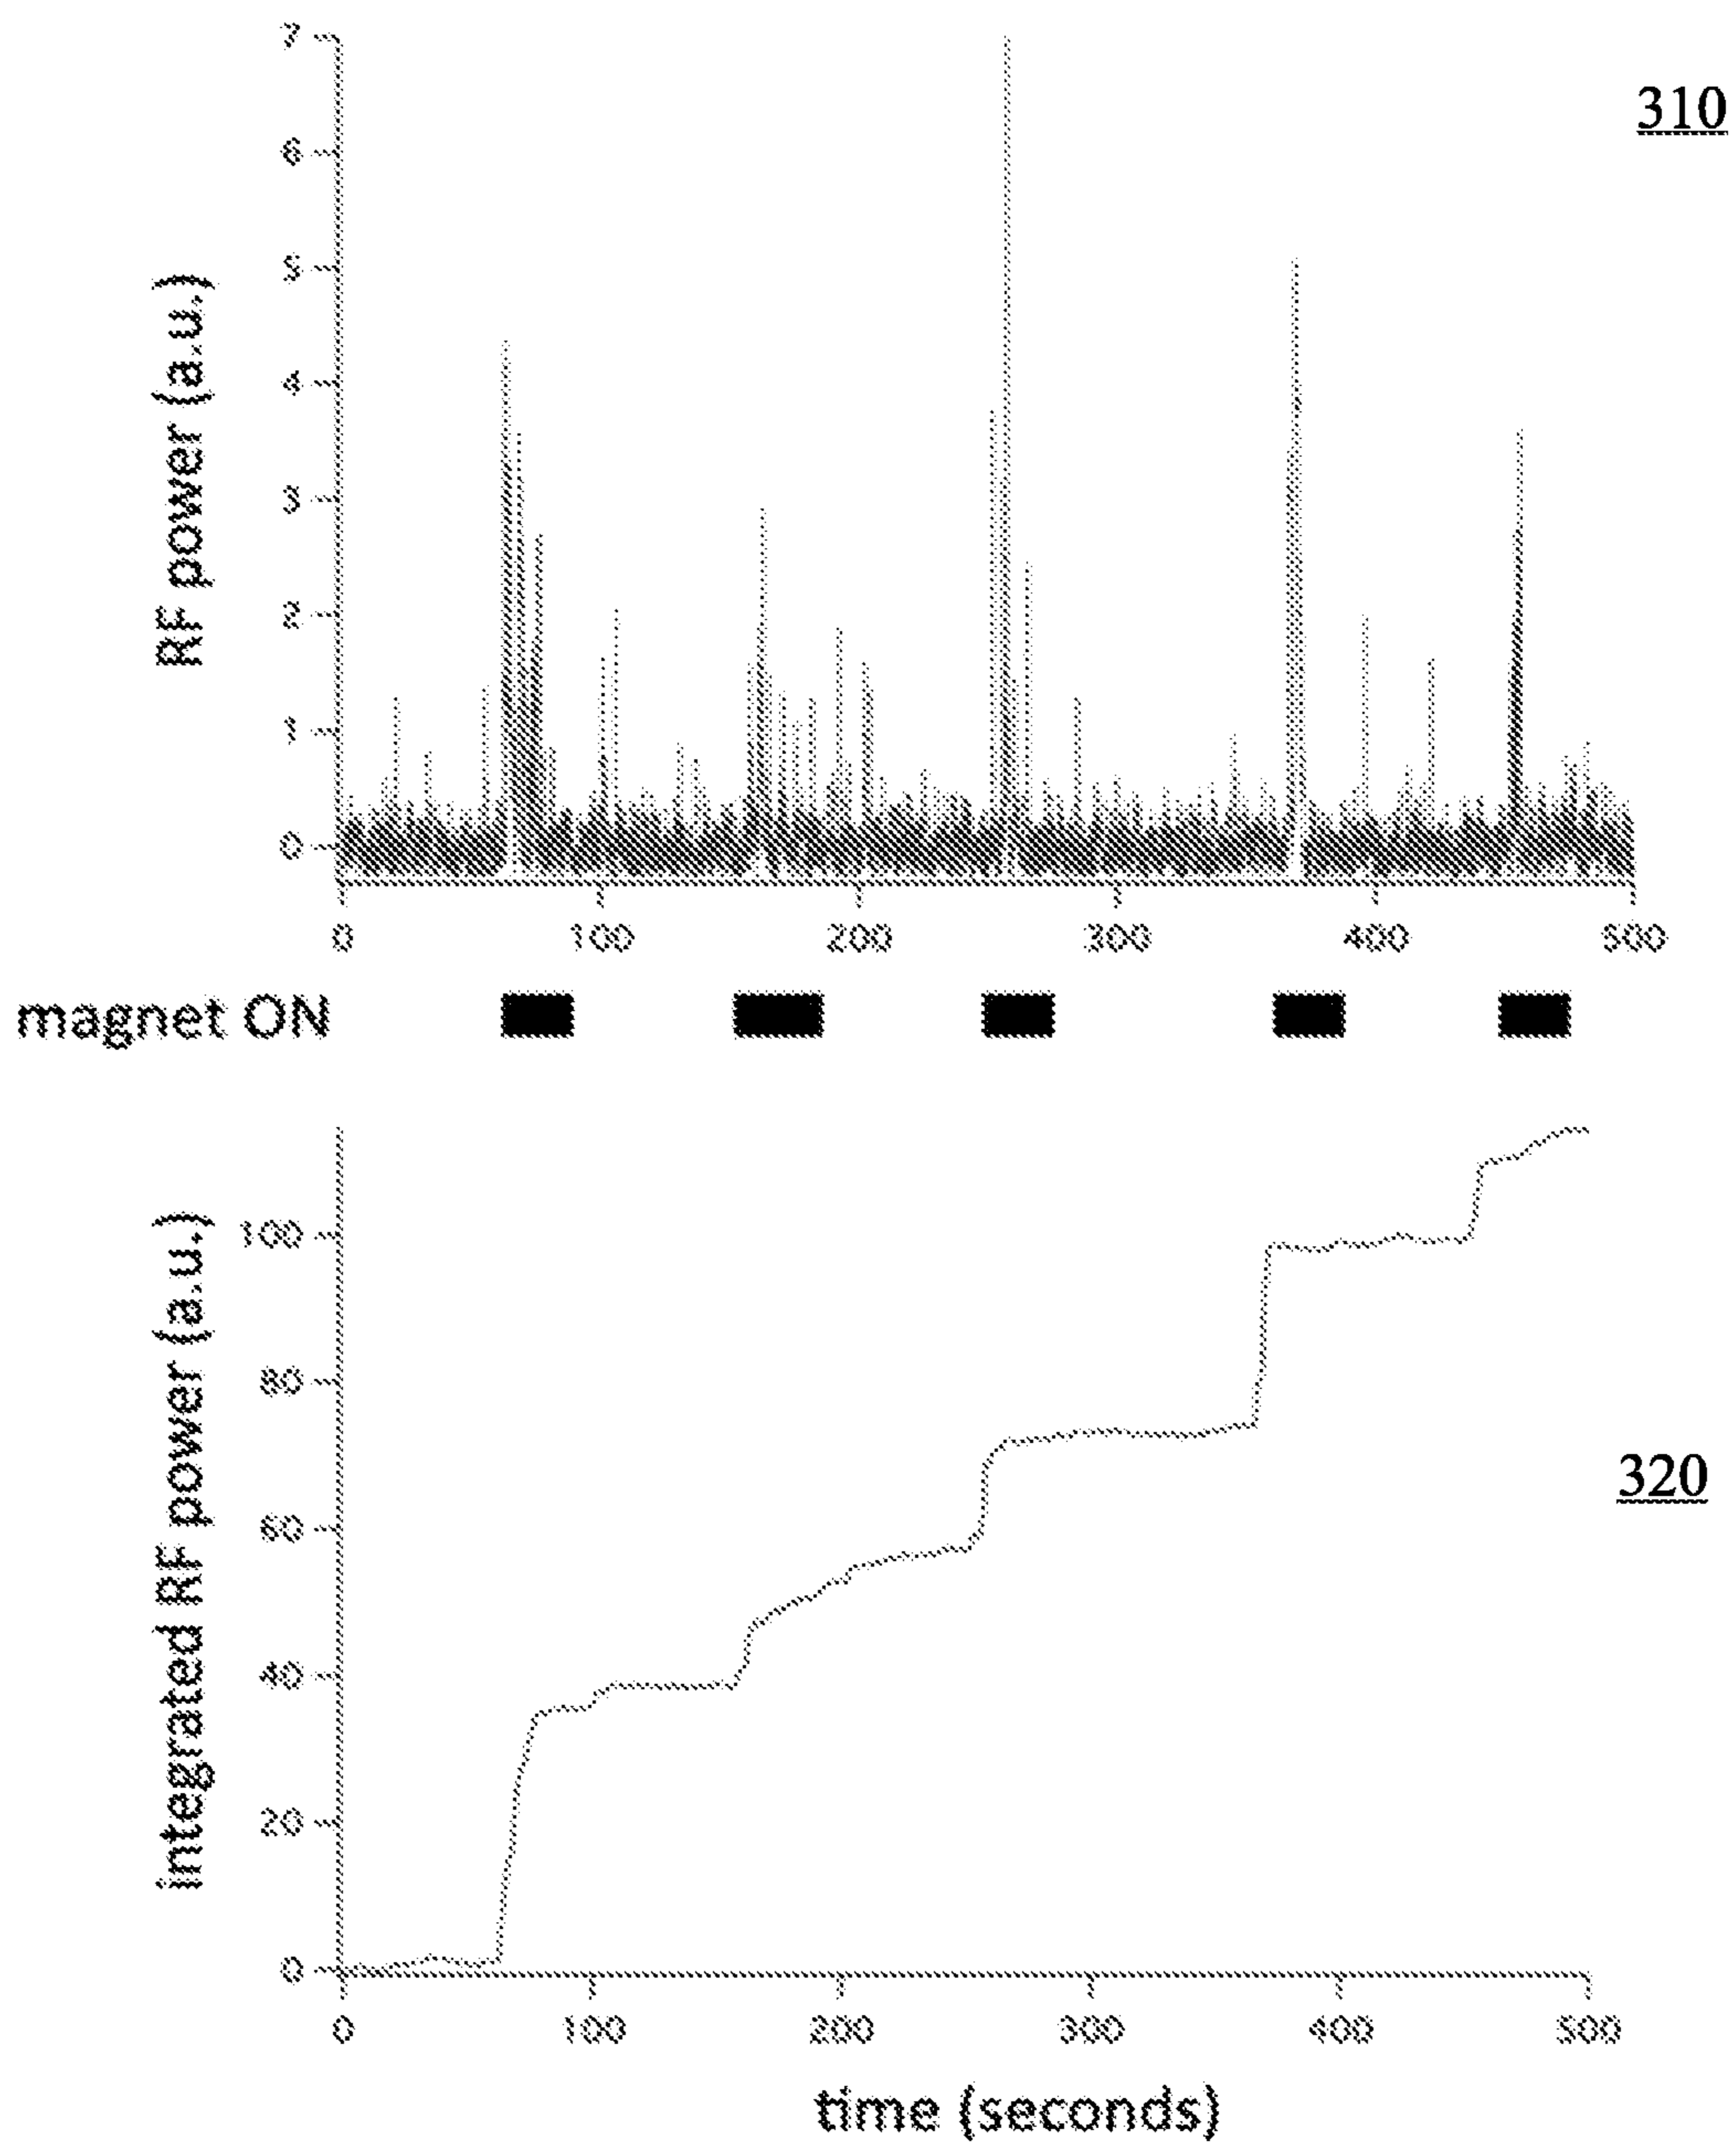 7
310
6
5
RF power (a.u.)
4
3
2
1
0
0 100 200 300 400 500
magnet ON
100
integrated RF power (a.u.)
80
320
60
40
20
0
0 100 200 300 400 500
time (seconds)